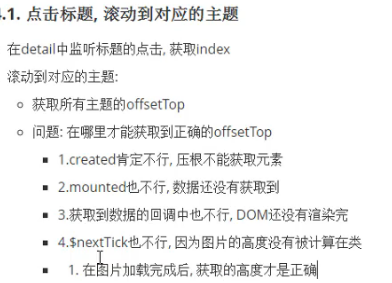 4.1. 点击标题, 滚动到对应的主题
在detail中监听标题的点击, 获取index
滚动到对应的主题:
获取所有主题的offsetTop
问题: 在哪里才能获取到正确的offsetTop
1.created肯定不行, 压根不能获取元素
2.mounted也不行, 数据还没有获取到
3.获取到数据的回调中也不行, DOM还没有渲染完
4.$nextTick也不行, 因为图片的高度没有被计算在类
1. 在图片加载完成后, 获取的高度才是正确